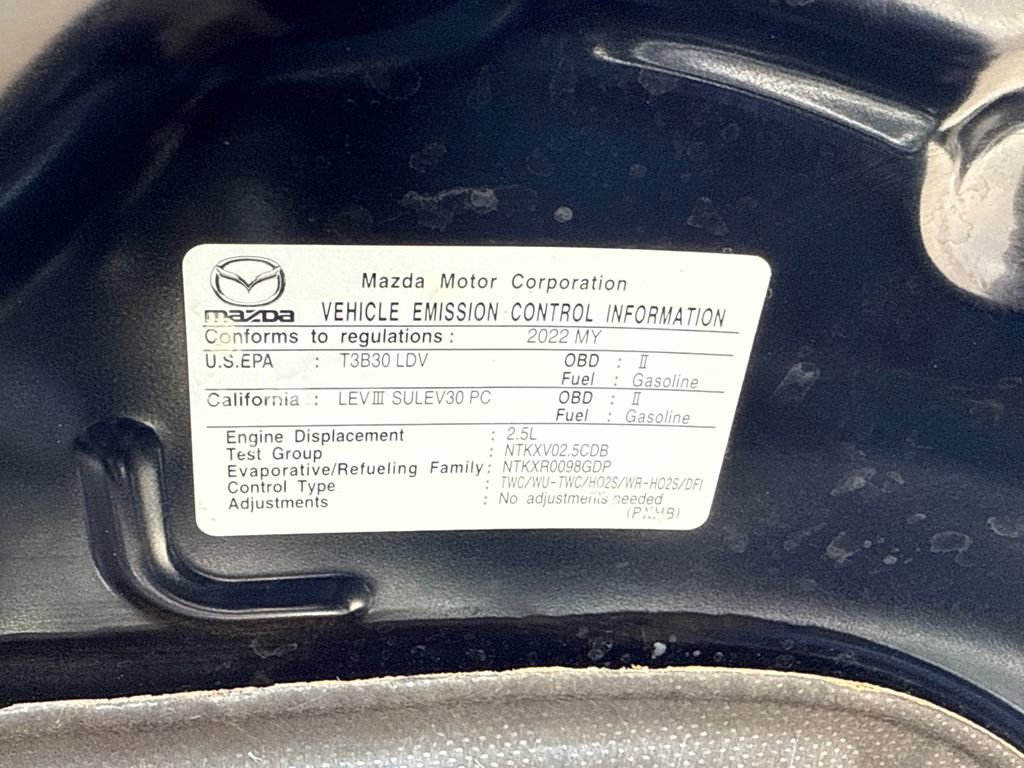 mazda
Mazda Motor Corporation
VEHICLE EMISSION CONTROL INFORMATION
Conforms to regulations : 2022 MY
U.S.EPA : T3B30 LDV OBD : II
Fuel : Gasoline
California : LEVIII SULEV30 PC OBD : II
Fuel : Gasoline
Engine Displacement : 2.5L
Test Group : NTKXV02.5CDB
Evaporative/Refueling Family : NTKXR0098GDP
Control Type : TWC/WU-TWC/HO2S/WR-HO2S/DFI
Adjustments : No adjustments needed